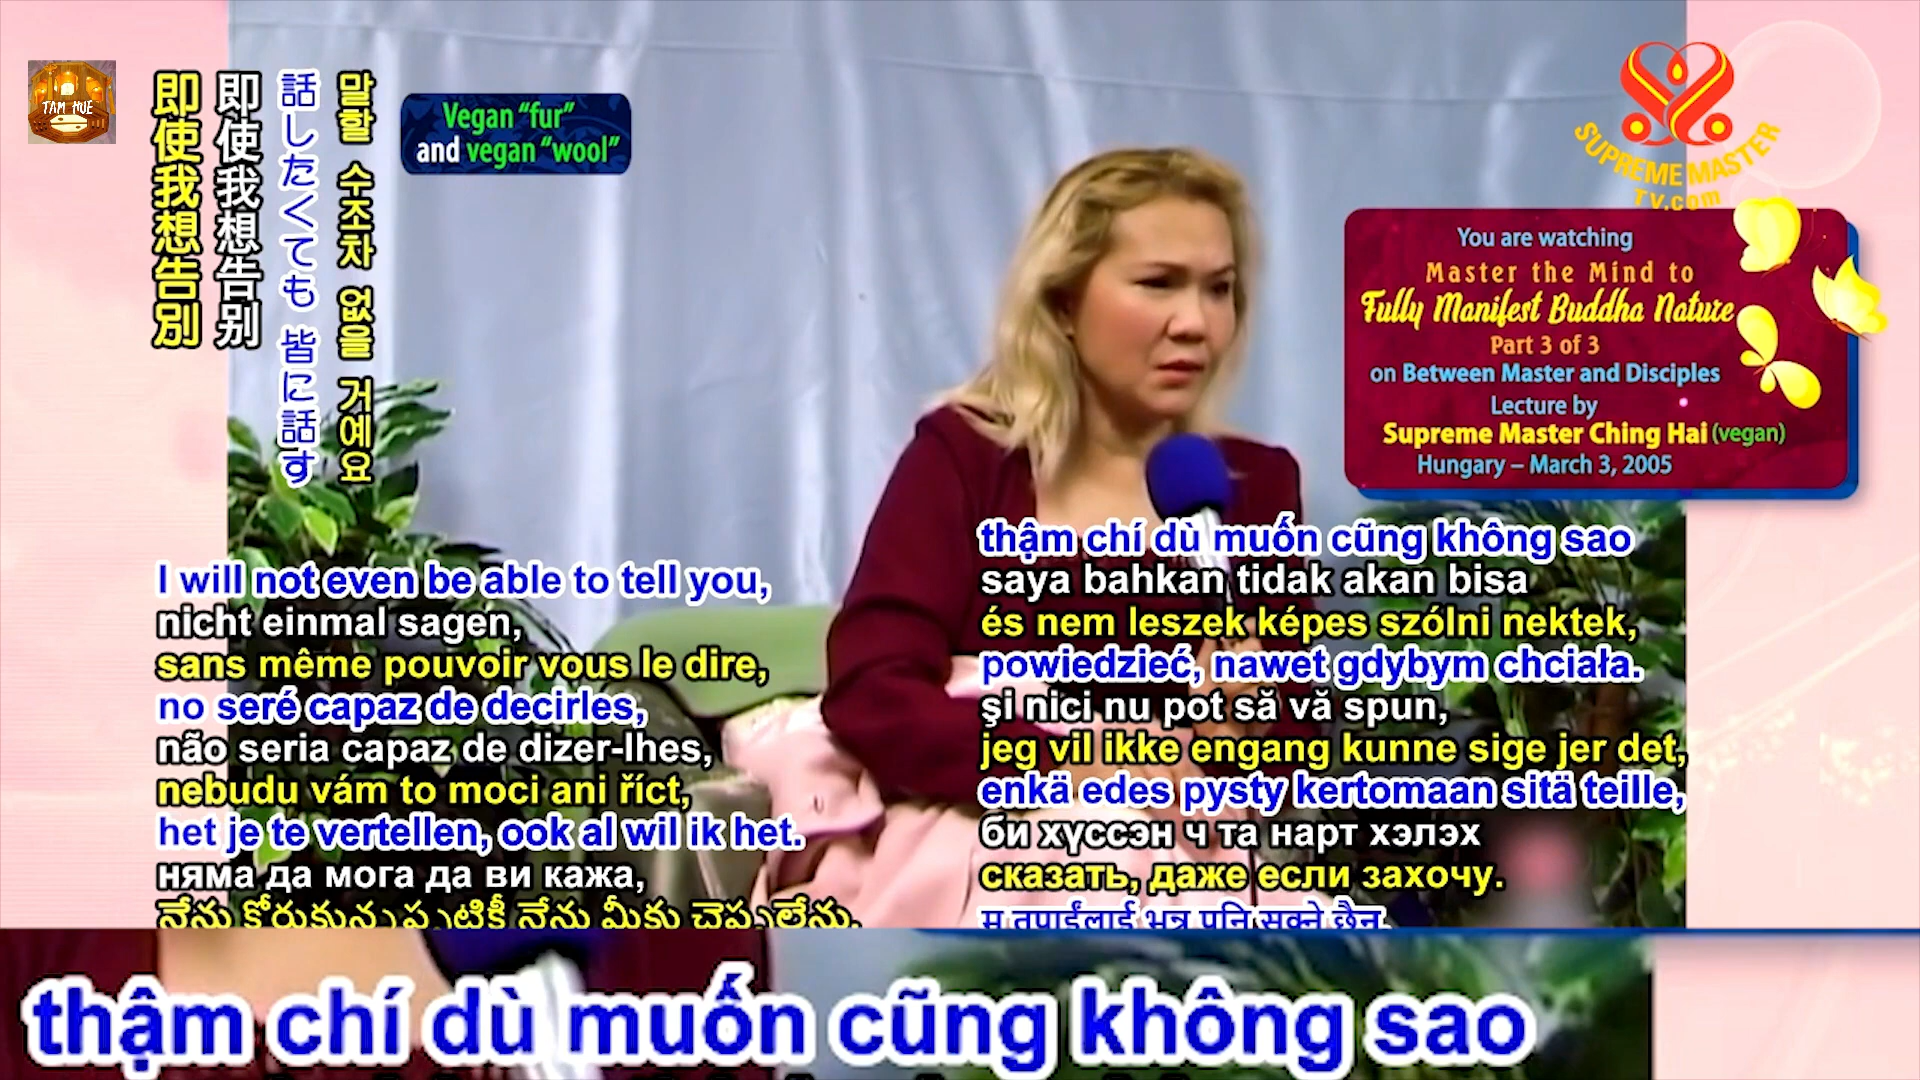 TAM HUE
即使我想告別
即使我想告别
話したくても 皆に話す
말할 수조차 없을 거예요
Vegan “fur”
and vegan “wool”
SUPREME MASTER
TV.com
You are watching
Master the Mind to
Fully Manifest Buddha Nature
Part 3 of 3
on Between Master and Disciples
Lecture by
Supreme Master Ching Hai (vegan)
Hungary – March 3, 2005
I will not even be able to tell you,
nicht einmal sagen,
sans même pouvoir vous le dire,
no seré capaz de decirles,
não seria capaz de dizer-lhes,
nebudu vám to moci ani říct,
het je te vertellen, ook al wil ik het.
няма да мога да ви кажа,
నేను కోరుకున్నప్పటికీ నేను మీకు చెప్పలేను.
thậm chí dù muốn cũng không sao
saya bahkan tidak akan bisa
és nem leszek képes szólni nektek,
powiedzieć, nawet gdybym chciała.
şi nici nu pot să vă spun,
jeg vil ikke engang kunne sige jer det,
enkä edes pysty kertomaan sitä teille,
би хүссэн ч та нарт хэлэх
сказать, даже если захочу.
म तपाईंलाई भन्न पनि सक्ने छैन,
thậm chí dù muốn cũng không sao